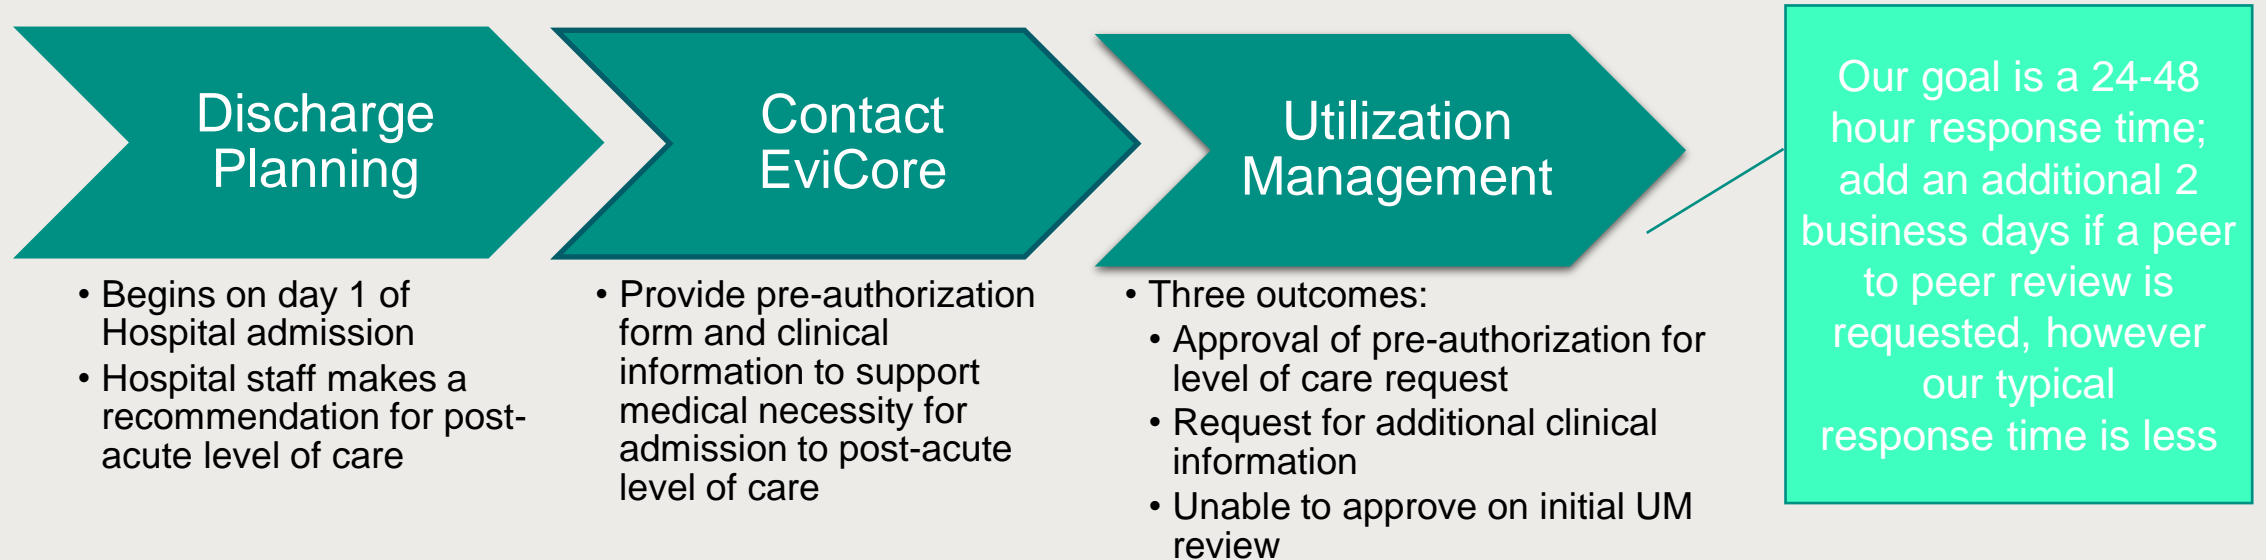 Discharge
Planning
• Begins on day 1 of
Hospital admission
• Hospital staff makes a
recommendation for post-
acute level of care
Contact
EviCore
• Provide pre-authorization
form and clinical
information to support
medical necessity for
admission to post-acute
level of care
Utilization
Management
• Three outcomes:
• Approval of pre-authorization for
level of care request
• Request for additional clinical
information
• Unable to approve on initial UM
review
Our goal is a 24-48
hour response time;
add an additional 2
business days if a peer
to peer review is
requested, however
our typical
response time is less